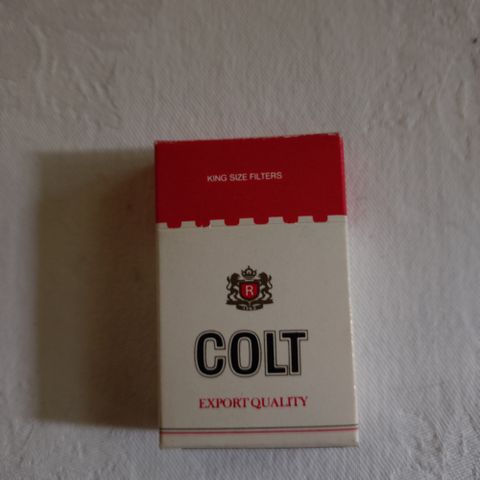 KING SIZE FILTERS
R
COLT
EXPORT QUALITY